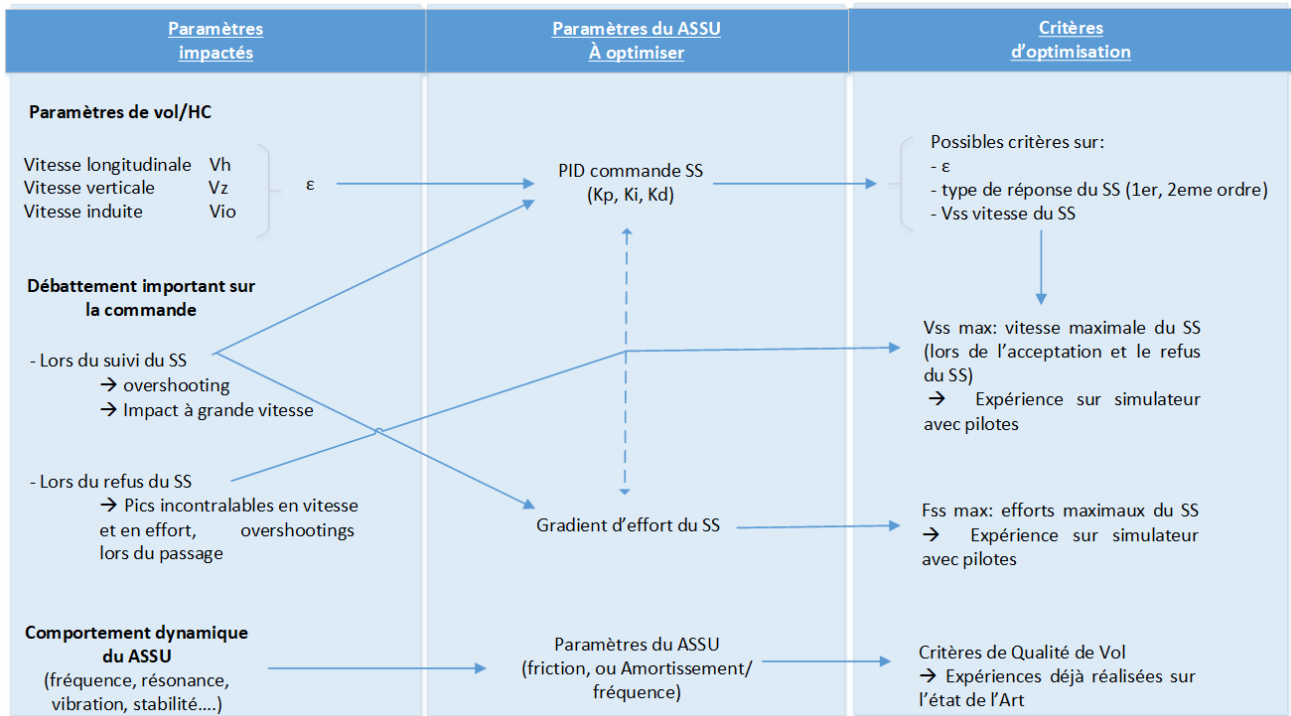 Paramètres
impactés
Paramètres du ASSU
À optimiser
Critères
d'optimisation
Paramètres de vol/HC
Vitesse longitudinale Vh
Vitesse verticale Vz
Vitesse induite Vio
ε
Débattement important sur
la commande
- Lors du suivi du SS
→ overshooting
→ Impact à grande vitesse
- Lors du refus du SS
→ Pics incontralables en vitesse
et en effort, overshootings
lors du passage
Comportement dynamique
du ASSU
(fréquence, résonance,
vibration, stabilité....)
PID commande SS
(Kp, Ki, Kd)
Gradient d'effort du SS
Paramètres du ASSU
(friction, ou Amortissement/
fréquence)
Possibles critères sur:
- ε
- type de réponse du SS (1er, 2eme ordre)
- Vss vitesse du SS
Vss max: vitesse maximale du SS
(lors de l'acceptation et le refus
du SS)
→ Expérience sur simulateur
avec pilotes
Fss max: efforts maximaux du SS
→ Expérience sur simulateur
avec pilotes
Critères de Qualité de Vol
→ Expériences déjà réalisées sur
l'état de l'Art